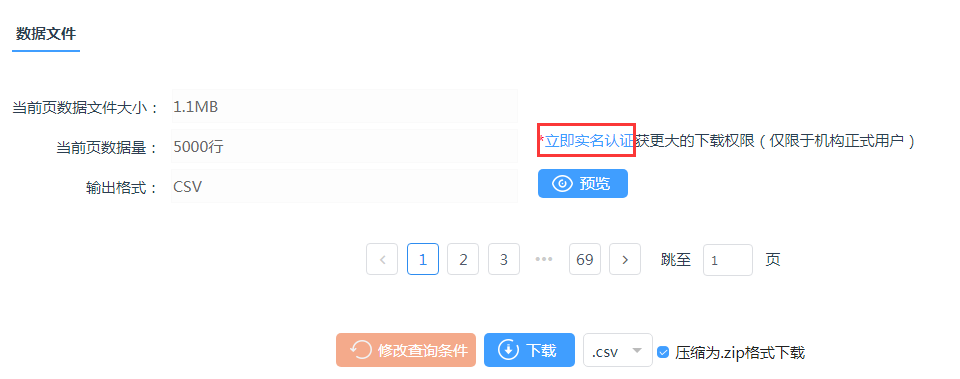 数据文件
当前页数据文件大小： 1.1MB
当前页数据量： 5000行
*立即实名认证获更大的下载权限（仅限于机构正式用户）
输出格式： CSV
预览
< 1 2 3 ••• 69 > 跳至 1 页
修改查询条件 下载 .csv 压缩为.zip格式下载